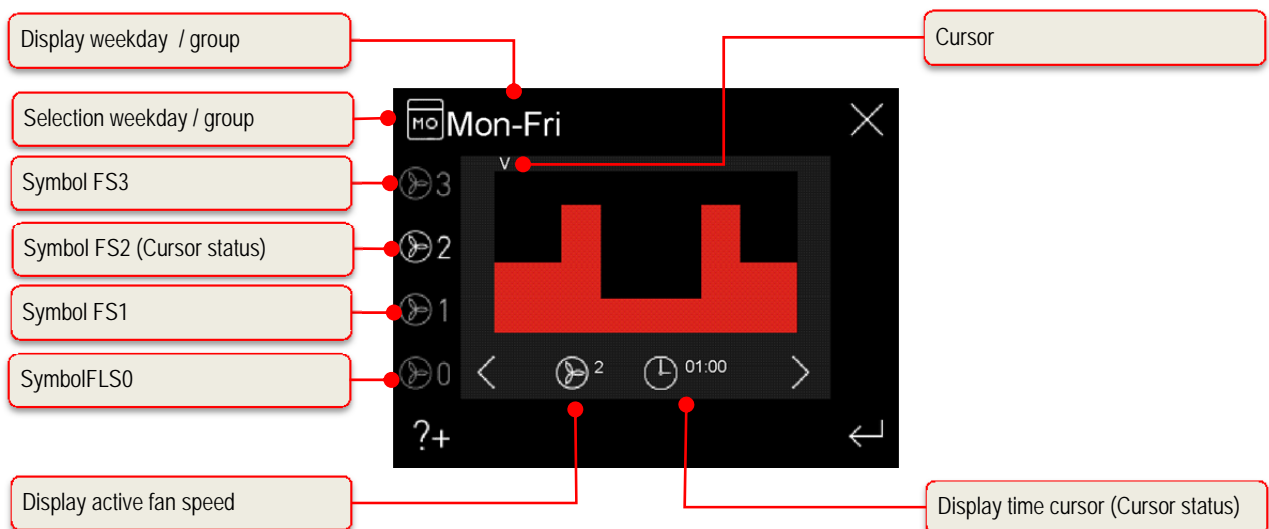 Display weekday / group
Cursor
Selection weekday / group
MO Mon-Fri
Symbol FS3
V
3
Symbol FS2 (Cursor status)
2
Symbol FS1
1
SymbolFLS0
0
< 2 01:00 >
?+
Display active fan speed
Display time cursor (Cursor status)